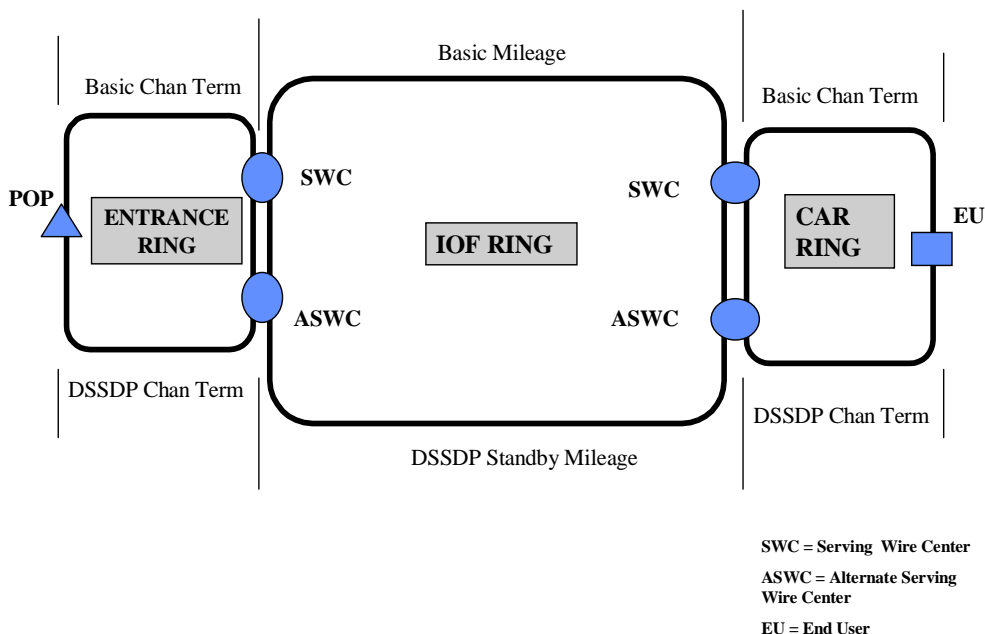 Basic Mileage
Basic Chan Term
Basic Chan Term
SWC
SWC
POP
ENTRANCE
RING
IOF RING
CAR
RING
EU
ASWC
ASWC
DSSDP Chan Term
DSSDP Chan Term
DSSDP Standby Mileage
SWC = Serving Wire Center
ASWC = Alternate Serving
Wire Center
EU = End User